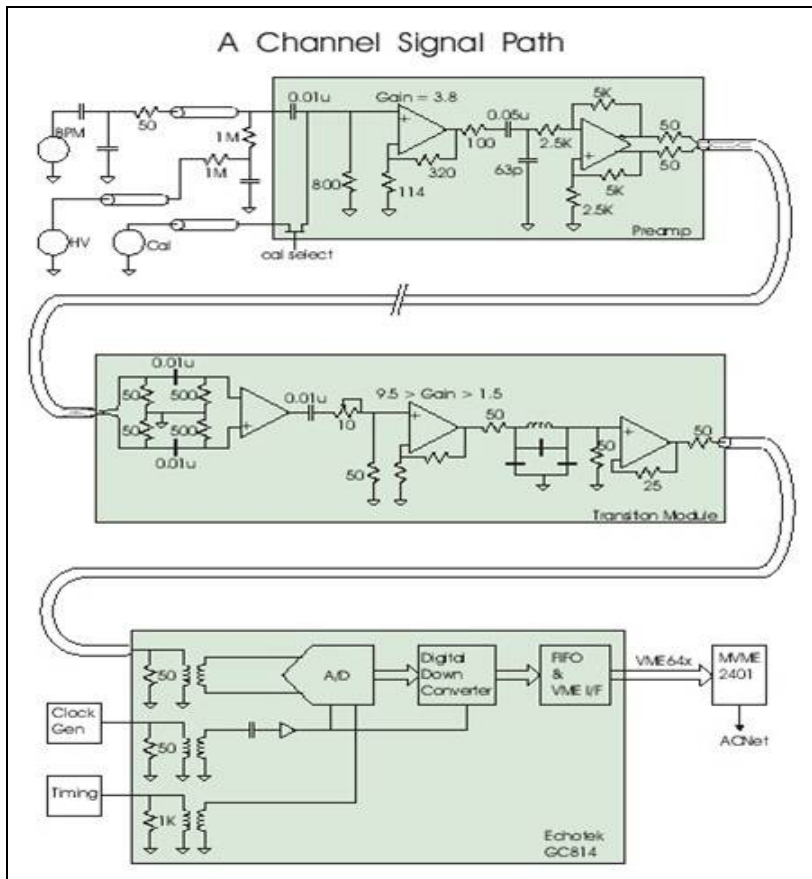 A Channel Signal Path
BPM
50
1M
1M
HV
Cal
cal select
0.01u
800
Gain = 3.8
114
320
100
0.05u
63p
2.5K
5K
5K
2.5K
50
50
Preamp
0.01u
50
500
50
500
0.01u
0.01u
10
50
9.5 > Gain > 1.5
50
50
25
50
Transition Module
50
A/D
Digital
Down
Converter
FIFO
&
VME I/F
VME64x
MVME
2401
ACNet
Clock
Gen
50
Timing
1K
Echotek
GC814